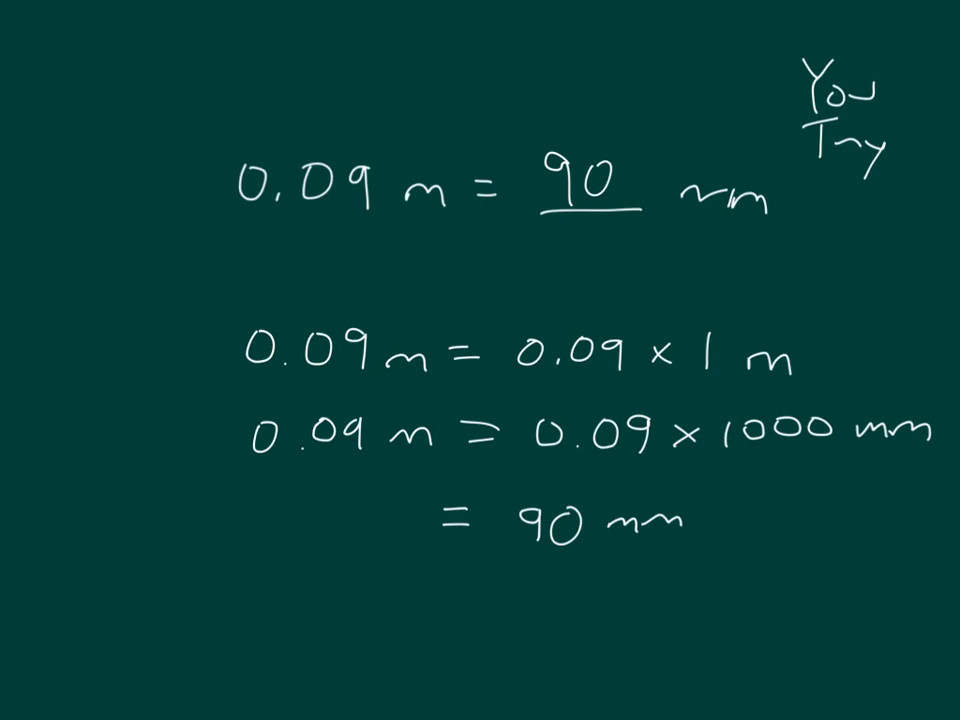 You
Try
0.09 m = 90 mm
0.09 m = 0.09 × 1 m
0.09 m = 0.09 × 1000 mm
= 90 mm